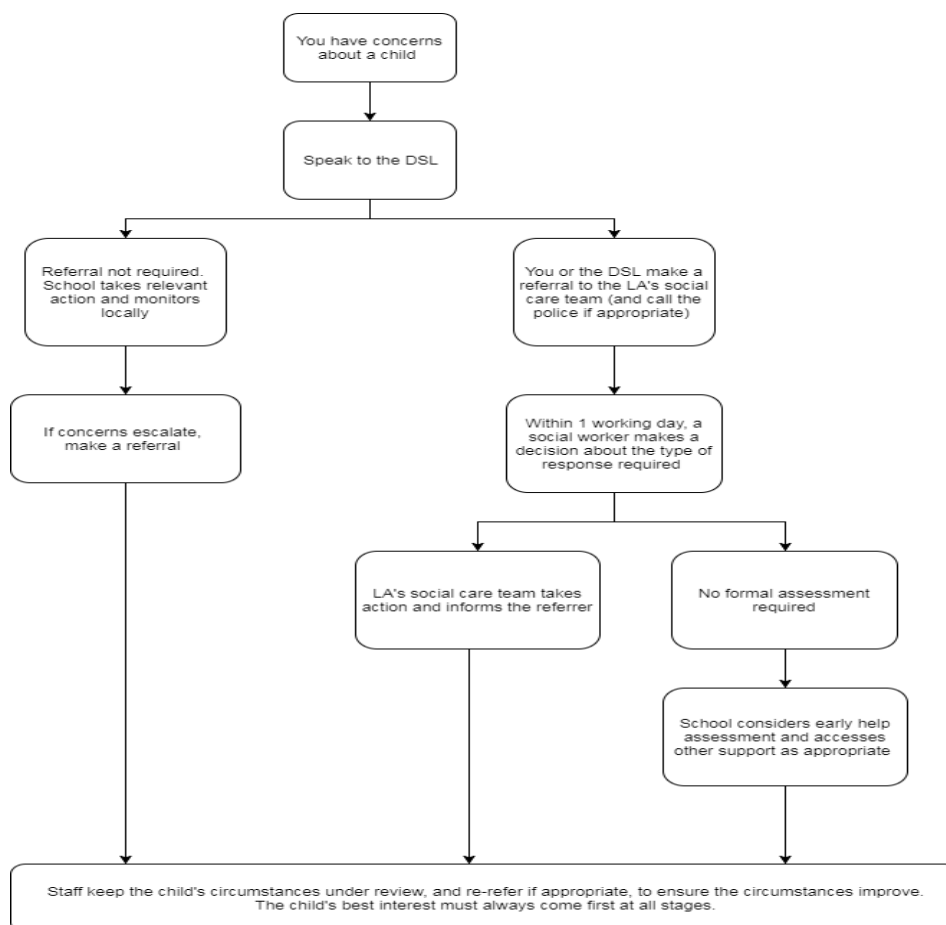 You have concerns
about a child
Speak to the DSL
Referral not required.
School takes relevant
action and monitors
locally
You or the DSL make a
referral to the LA's social
care team (and call the
police if appropriate)
If concerns escalate,
make a referral
Within 1 working day, a
social worker makes a
decision about the type of
response required
LA's social care team takes
action and informs the referrer
No formal assessment
required
School considers early help
assessment and accesses
other support as appropriate
Staff keep the child's circumstances under review, and re-refer if appropriate, to ensure the circumstances improve.
The child's best interest must always come first at all stages.